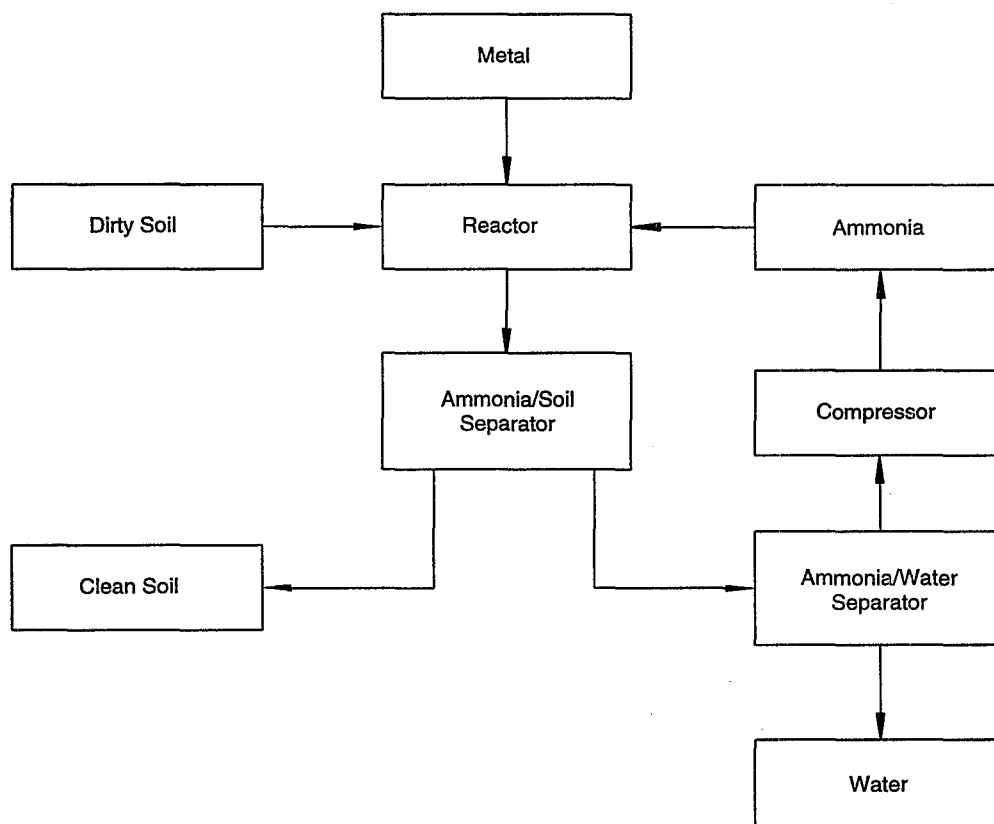 Metal
Dirty Soil
Reactor
Ammonia
Ammonia/Soil
Separator
Compressor
Clean Soil
Ammonia/Water
Separator
Water